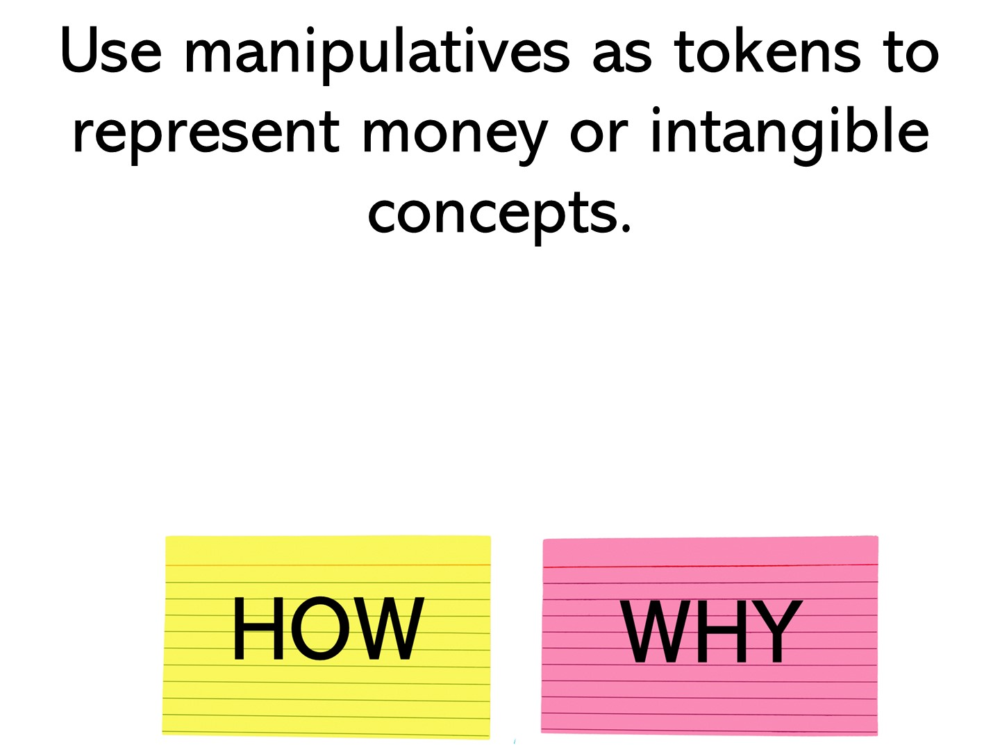 Use manipulatives as tokens to
represent money or intangible
concepts.
HOW
WHY